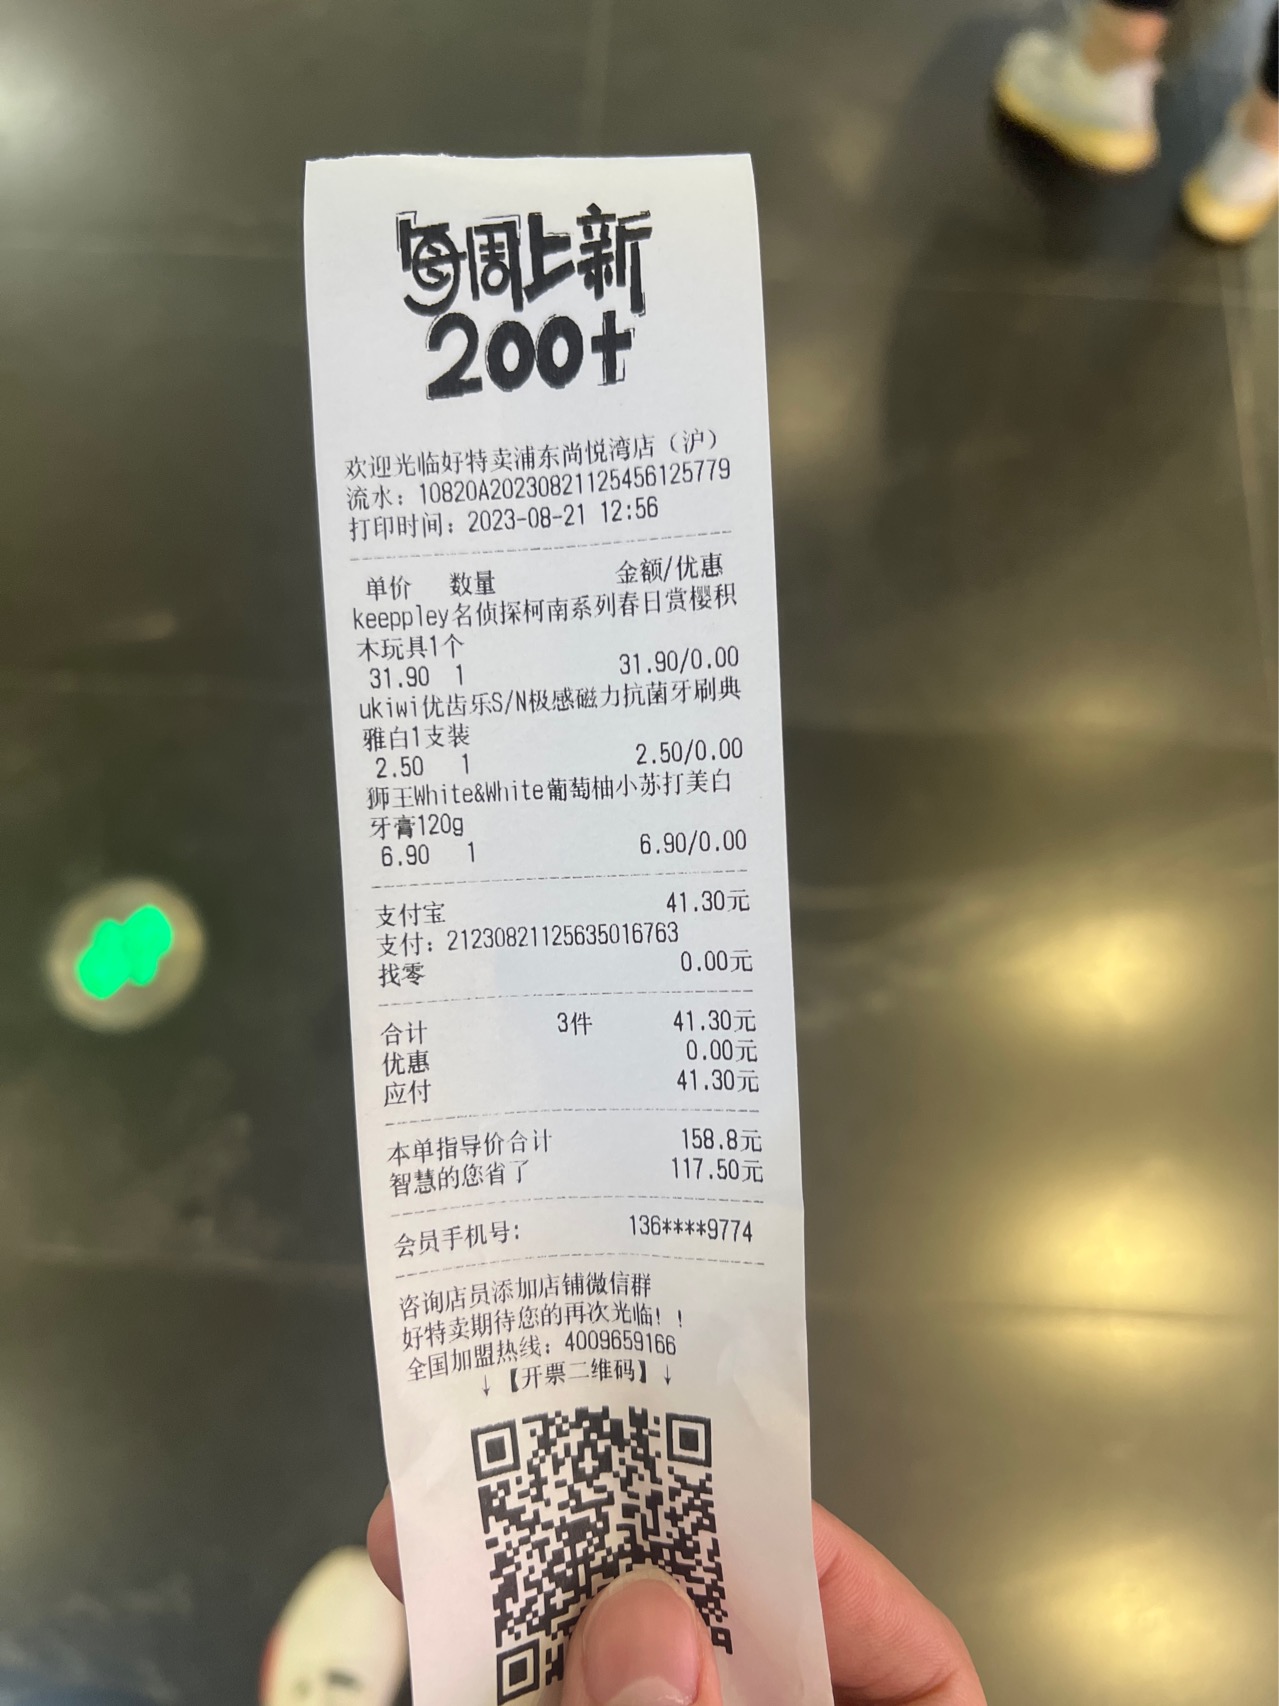 每周上新
200+
欢迎光临好特卖浦东尚悦湾店（沪）
流水：10820A20230821125456125779
打印时间：2023-08-21 12:56
单价 数量 金额/优惠
keeppley名侦探柯南系列春日赏樱积
木玩具1个
31.90 1 31.90/0.00
ukiwi优齿乐S/N极感磁力抗菌牙刷典
雅白1支装
2.50 1 2.50/0.00
狮王White&White葡萄柚小苏打美白
牙膏120g
6.90 1 6.90/0.00
支付宝 41.30元
支付：21230821125635016763
找零 0.00元
合计 3件 41.30元
优惠 0.00元
应付 41.30元
本单指导价合计 158.8元
智慧的您省了 117.50元
会员手机号： 136****9774
咨询店员添加店铺微信群
好特卖期待您的再次光临！！
全国加盟热线：4009659166
↓【开票二维码】↓